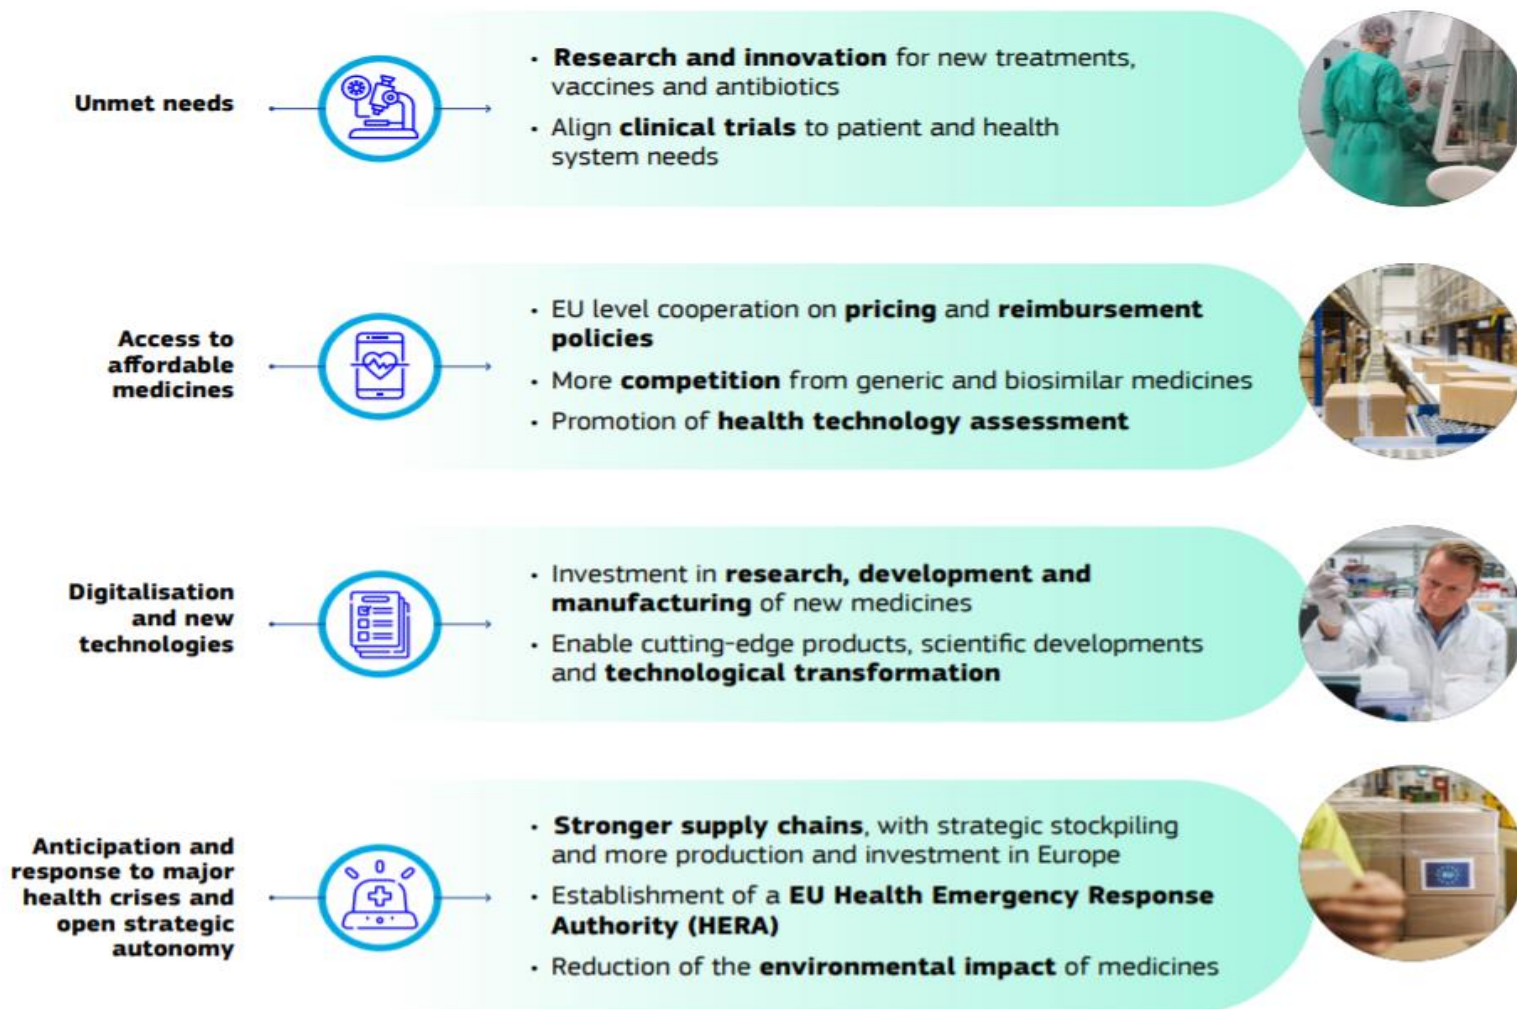 Unmet needs
• Research and innovation for new treatments,
vaccines and antibiotics
• Align clinical trials to patient and health
system needs
Access to
affordable
medicines
• EU level cooperation on pricing and reimbursement
policies
• More competition from generic and biosimilar medicines
• Promotion of health technology assessment
Digitalisation
and new
technologies
• Investment in research, development and
manufacturing of new medicines
• Enable cutting-edge products, scientific developments
and technological transformation
Anticipation and
response to major
health crises and
open strategic
autonomy
• Stronger supply chains, with strategic stockpiling
and more production and investment in Europe
• Establishment of a EU Health Emergency Response
Authority (HERA)
• Reduction of the environmental impact of medicines
EU